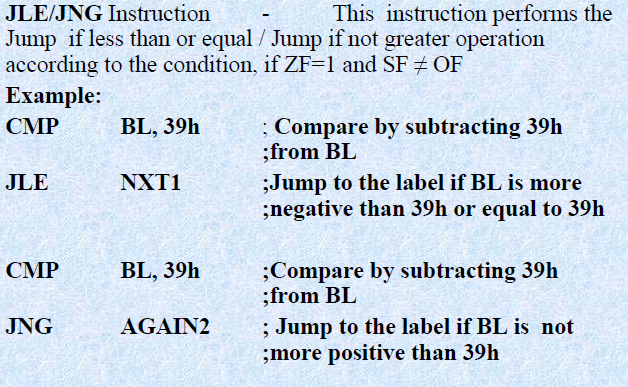 JLE/JNG Instruction - This instruction performs the
Jump if less than or equal / Jump if not greater operation
according to the condition, if ZF=1 and SF ≠ OF
Example:
CMP BL, 39h ; Compare by subtracting 39h
;from BL
JLE NXT1 ;Jump to the label if BL is more
;negative than 39h or equal to 39h
CMP BL, 39h ;Compare by subtracting 39h
;from BL
JNG AGAIN2 ; Jump to the label if BL is not
;more positive than 39h